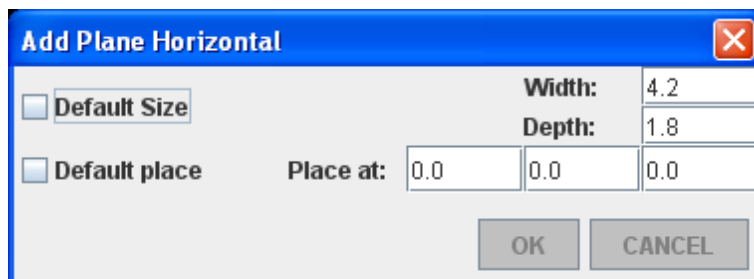 Add Plane Horizontal
Width: 4.2
Default Size
Depth: 1.8
Default place Place at: 0.0 0.0 0.0
OK CANCEL